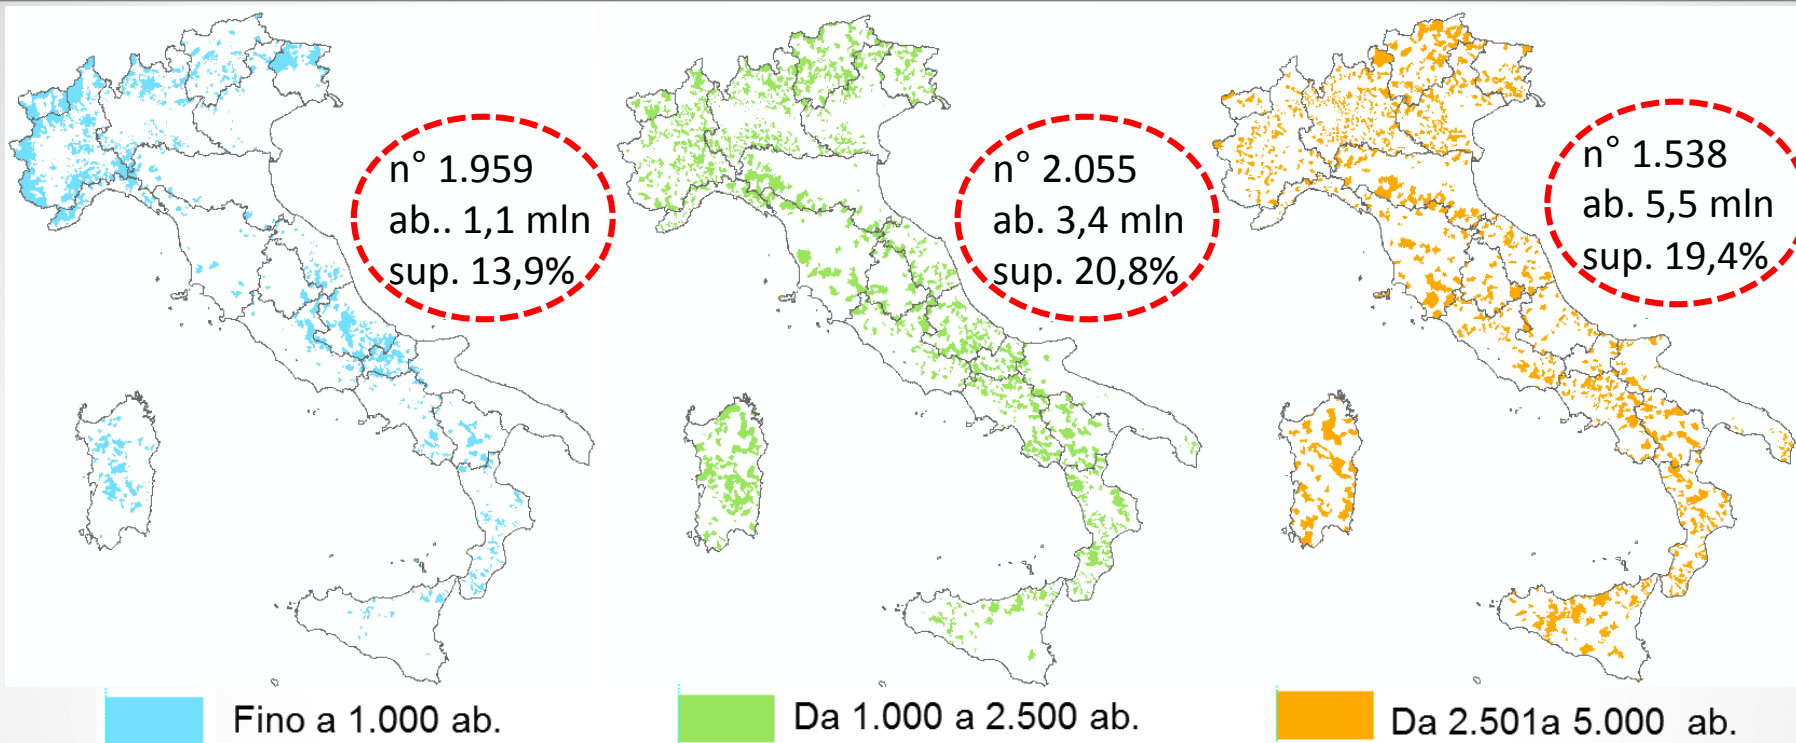 n° 1.959
ab.. 1,1 mln
sup. 13,9%
n° 2.055
ab. 3,4 mln
sup. 20,8%
n° 1.538
ab. 5,5 mln
sup. 19,4%
Fino a 1.000 ab.
Da 1.000 a 2.500 ab.
Da 2.501a 5.000 ab.